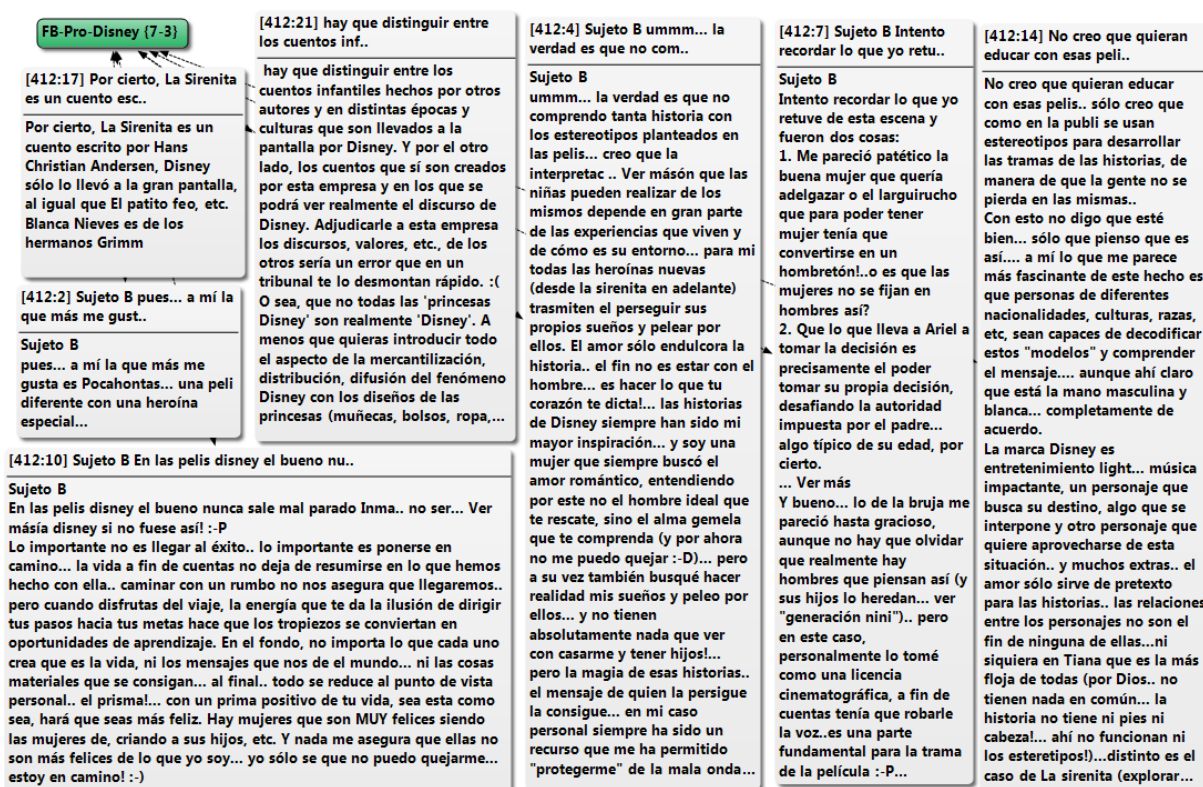 FB-Pro-Disney {7-3}
[412:17] Por cierto, La Sirenita
es un cuento esc..
Por cierto, La Sirenita es un
cuento escrito por Hans
Christian Andersen, Disney
sólo lo llevó a la gran pantalla,
al igual que El patito feo, etc.
Blanca Nieves es de los
hermanos Grimm
[412:2] Sujeto B pues... a mí la
que más me gust..
Sujeto B
pues... a mí la que más me
gusta es Pocahontas... una peli
diferente con una heroína
especial...
[412:21] hay que distinguir entre
los cuentos inf..
hay que distinguir entre los
cuentos infantiles hechos por otros
autores y en distintas épocas y
culturas que son llevados a la
pantalla por Disney. Y por el otro
lado, los cuentos que sí son creados
por esta empresa y en los que se
podrá ver realmente el discurso de
Disney. Adjudicarle a esta empresa
los discursos, valores, etc., de los
otros sería un error que en un
tribunal te lo desmontan rápido. :(
O sea, que no todas las 'princesas
Disney' son realmente 'Disney'. A
menos que quieras introducir todo
el aspecto de la mercantilización,
distribución, difusión del fenómeno
Disney con los diseños de las
princesas (muñecas, bolsos, ropa,...
[412:10] Sujeto B En las pelis disney el bueno nu..
Sujeto B
En las pelis disney el bueno nunca sale mal parado Inma.. no ser... Ver
másía disney si no fuese así! :-P
Lo importante no es llegar al éxito.. lo importante es ponerse en
camino... la vida a fin de cuentas no deja de resumirse en lo que hemos
hecho con ella.. caminar con un rumbo no nos asegura que llegaremos..
pero cuando disfrutas del viaje, la energía que te da la ilusión de dirigir
tus pasos hacia tus metas hace que los tropiezos se conviertan en
oportunidades de aprendizaje. En el fondo, no importa lo que cada uno
crea que es la vida, ni los mensajes que nos de el mundo... ni las cosas
materiales que se consigan... al final.. todo se reduce al punto de vista
personal.. el prisma!... con un prima positivo de tu vida, sea esta como
sea, hará que seas más feliz. Hay mujeres que son MUY felices siendo
las mujeres de, criando a sus hijos, etc. Y nada me asegura que ellas no
son más felices de lo que yo soy... yo sólo se que no puedo quejarme...
estoy en camino! :-)
[412:4] Sujeto B ummm... la
verdad es que no com..
Sujeto B
ummm... la verdad es que no
comprendo tanta historia con
los estereotipos planteados en
las pelis... creo que la
interpretac .. Ver másón que las
niñas pueden realizar de los
mismos depende en gran parte
de las experiencias que viven y
de cómo es su entorno... para mi
todas las heroínas nuevas
(desde la sirenita en adelante)
trasmiten el perseguir sus
propios sueños y pelear por
ellos. El amor sólo endulcora la
historia.. el fin no es estar con el
hombre... es hacer lo que tu
corazón te dicta!... las historias
de Disney siempre han sido mi
mayor inspiración... y soy una
mujer que siempre buscó el
amor romántico, entendiendo
por este no el hombre ideal que
te rescate, sino el alma gemela
que te comprenda (y por ahora
no me puedo quejar :-D)... pero
a su vez también busqué hacer
realidad mis sueños y peleo por
ellos... y no tienen
absolutamente nada que ver
con casarme y tener hijos!...
pero la magia de esas historias..
el mensaje de quien la persigue
la consigue... en mi caso
personal siempre ha sido un
recurso que me ha permitido
"protegerme" de la mala onda...
[412:7] Sujeto B Intento
recordar lo que yo retu..
Sujeto B
Intento recordar lo que yo
retuve de esta escena y
fueron dos cosas:
1. Me pareció patético la
buena mujer que quería
adelgazar o el larguirucho
que para poder tener
mujer tenía que
convertirse en un
hombretón!..o es que las
mujeres no se fijan en
hombres así?
2. Que lo que lleva a Ariel a
tomar la decisión es
precisamente el poder
tomar su propia decisión,
desafiando la autoridad
impuesta por el padre...
algo típico de su edad, por
cierto.
... Ver más
Y bueno... lo de la bruja me
pareció hasta gracioso,
aunque no hay que olvidar
que realmente hay
hombres que piensan así (y
sus hijos lo heredan... ver
"generación nini").. pero
en este caso,
personalmente lo tomé
como una licencia
cinematográfica, a fin de
cuentas tenía que robarle
la voz..es una parte
fundamental para la trama
de la película :-P...
[412:14] No creo que quieran
educar con esas peli..
No creo que quieran educar
con esas pelis.. sólo creo que
como en la publi se usan
estereotipos para desarrollar
las tramas de las historias, de
manera de que la gente no se
pierda en las mismas..
Con esto no digo que esté
bien... sólo que pienso que es
así.... a mí lo que me parece
más fascinante de este hecho es
que personas de diferentes
nacionalidades, culturas, razas,
etc, sean capaces de decodificar
estos "modelos" y comprender
el mensaje.... aunque ahí claro
que está la mano masculina y
blanca... completamente de
acuerdo.
La marca Disney es
entretenimiento light... música
impactante, un personaje que
busca su destino, algo que se
interpone y otro personaje que
quiere aprovecharse de esta
situación.. y muchos extras.. el
amor sólo sirve de pretexto
para las historias.. las relaciones
entre los personajes no son el
fin de ninguna de ellas...ni
siquiera en Tiana que es la más
floja de todas (por Dios.. no
tienen nada en común... la
historia no tiene ni pies ni
cabeza!... ahí no funcionan ni
los esteretipos!)...distinto es el
caso de La sirenita (explorar...